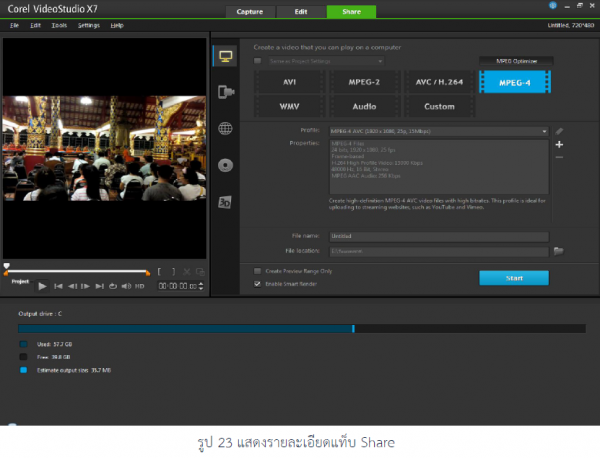 Corel VideoStudio X7
Capture Edit Share
File Edit Tools Settings Help
Untitled, 720*480
Create a video that you can play on a computer
Same as Project Settings
MPEG Optimizer
AVI MPEG-2 AVC / H.264 MPEG-4
WMV Audio Custom
Profile: MPEG-4 AVC (1920 x 1080, 25p, 15Mbps)
Properties: MPEG-4 Files
24 bits, 1920 x 1080, 25 fps
Frame-based
H.264 High Profile Video: 15000 Kbps
48000 Hz, 16 Bit, Stereo
MPEG AAC Audio:
Create high-definition MPEG-4 AVC video files with high bitrates. This profile is ideal for
uploading to streaming websites, such as YouTube and Vimeo.
File name: Untitled
File location:
Project
HD 00:00:00:00
Create Preview Range Only
Enable Smart Render
Start
Output drive : C
Used: 57.7 GB
Free: GB
Estimate output size: 35.7 MB
รูป 23 แสดงรายละเอียดแท็บ Share